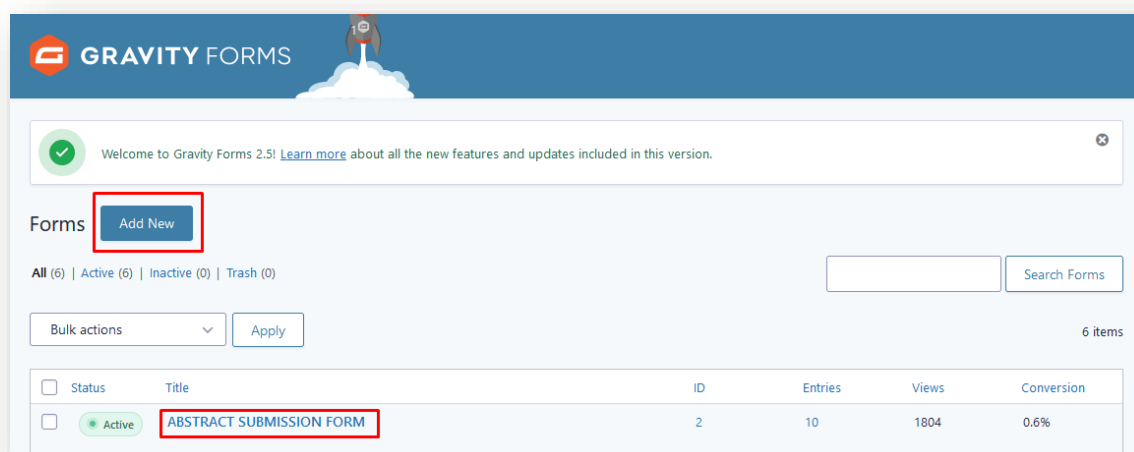 GRAVITY FORMS
Welcome to Gravity Forms 2.5! Learn more about all the new features and updates included in this version.
Forms Add New
All (6) | Active (6) | Inactive (0) | Trash (0)
Search Forms
Bulk actions Apply
6 items
Status Title ID Entries Views Conversion
Active ABSTRACT SUBMISSION FORM 2 10 1804 0.6%